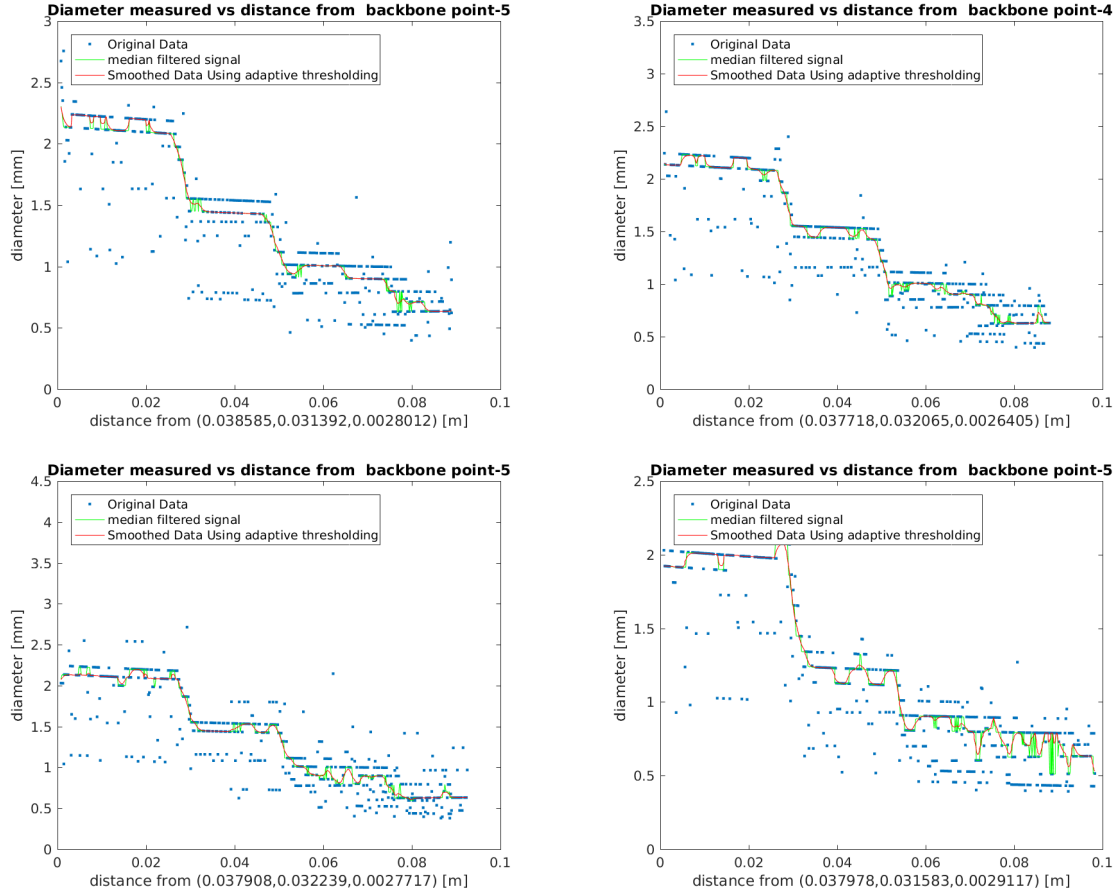 Diameter measured vs distance from  backbone point-5
3
2.5
2
1.5
1
0.5
0
diameter [mm]
Original Data
median filtered signal
Smoothed Data Using adaptive thresholding
0 0.02 0.04 0.06 0.08 0.1
distance from (0.038585,0.031392,0.0028012) [m]
Diameter measured vs distance from  backbone point-4
3.5
3
2.5
2
1.5
1
0.5
0
diameter [mm]
Original Data
median filtered signal
Smoothed Data Using adaptive thresholding
0 0.02 0.04 0.06 0.08 0.1
distance from (0.037718,0.032065,0.0026405) [m]
Diameter measured vs distance from  backbone point-5
4.5
4
3.5
3
2.5
2
1.5
1
0.5
0
diameter [mm]
Original Data
median filtered signal
Smoothed Data Using adaptive thresholding
0 0.02 0.04 0.06 0.08 0.1
distance from (0.037908,0.032239,0.0027717) [m]
Diameter measured vs distance from  backbone point-5
2.5
2
1.5
1
0.5
0
diameter [mm]
Original Data
median filtered signal
Smoothed Data Using adaptive thresholding
0 0.02 0.04 0.06 0.08 0.1
distance from (0.037978,0.031583,0.0029117) [m]